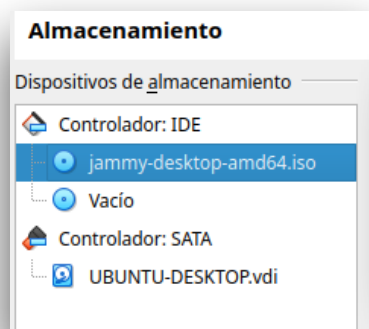 Almacenamiento
Dispositivos de almacenamiento
Controlador: IDE
jammy-desktop-amd64.iso
Vacío
Controlador: SATA
UBUNTU-DESKTOP.vdi